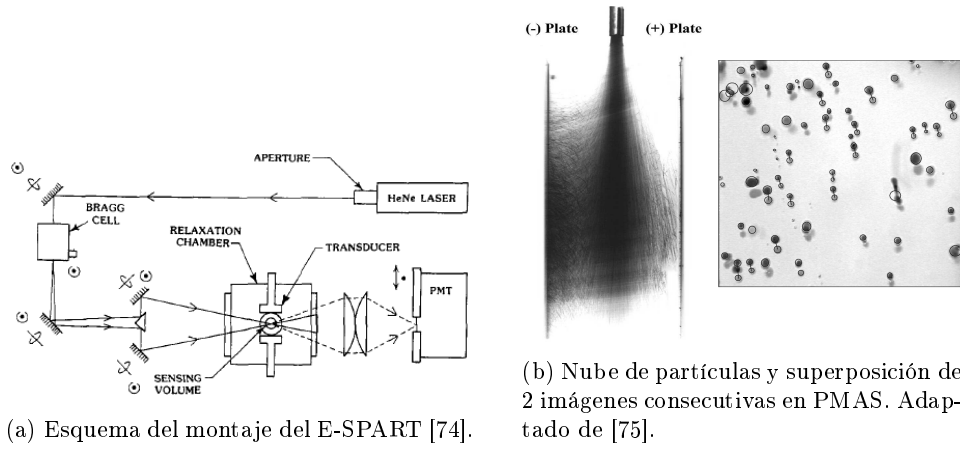 APERTURE
HeNe LASER
BRAGG
CELL
RELAXATION
CHAMBER
TRANSDUCER
PMT
SENSING
VOLUME
(a) Esquema del montaje del E-SPART [74].
(-) Plate
(+) Plate
(b) Nube de partículas y superposición de
2 imágenes consecutivas en PMAS. Adap-
tado de [75].